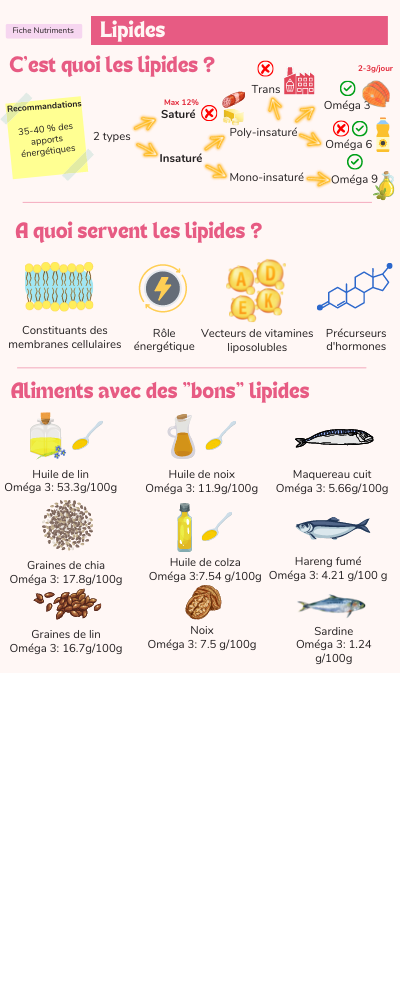 Fiche Nutriments
Lipides
C'est quoi les lipides ?
Recommandations
35-40 % des
apports
énergétiques
2 types
Max 12%
Saturé
Insaturé
Trans
Poly-insaturé
Mono-insaturé
2-3g/jour
Oméga 3
Oméga 6
Oméga 9
A quoi servent les lipides ?
Constituants des
membranes cellulaires
Rôle
énergétique
A D
E K
Vecteurs de vitamines
liposolubles
Précurseurs
d'hormones
Aliments avec des "bons" lipides
Huile de lin
Oméga 3: 53.3g/100g
Huile de noix
Oméga 3: 11.9g/100g
Maquereau cuit
Oméga 3: 5.66g/100g
Graines de chia
Oméga 3: 17.8g/100g
Huile de colza
Oméga 3:7.54 g/100g
Hareng fumé
Oméga 3: 4.21 g/100 g
Graines de lin
Oméga 3: 16.7g/100g
Noix
Oméga 3: 7.5 g/100g
Sardine
Oméga 3: 1.24
g/100g